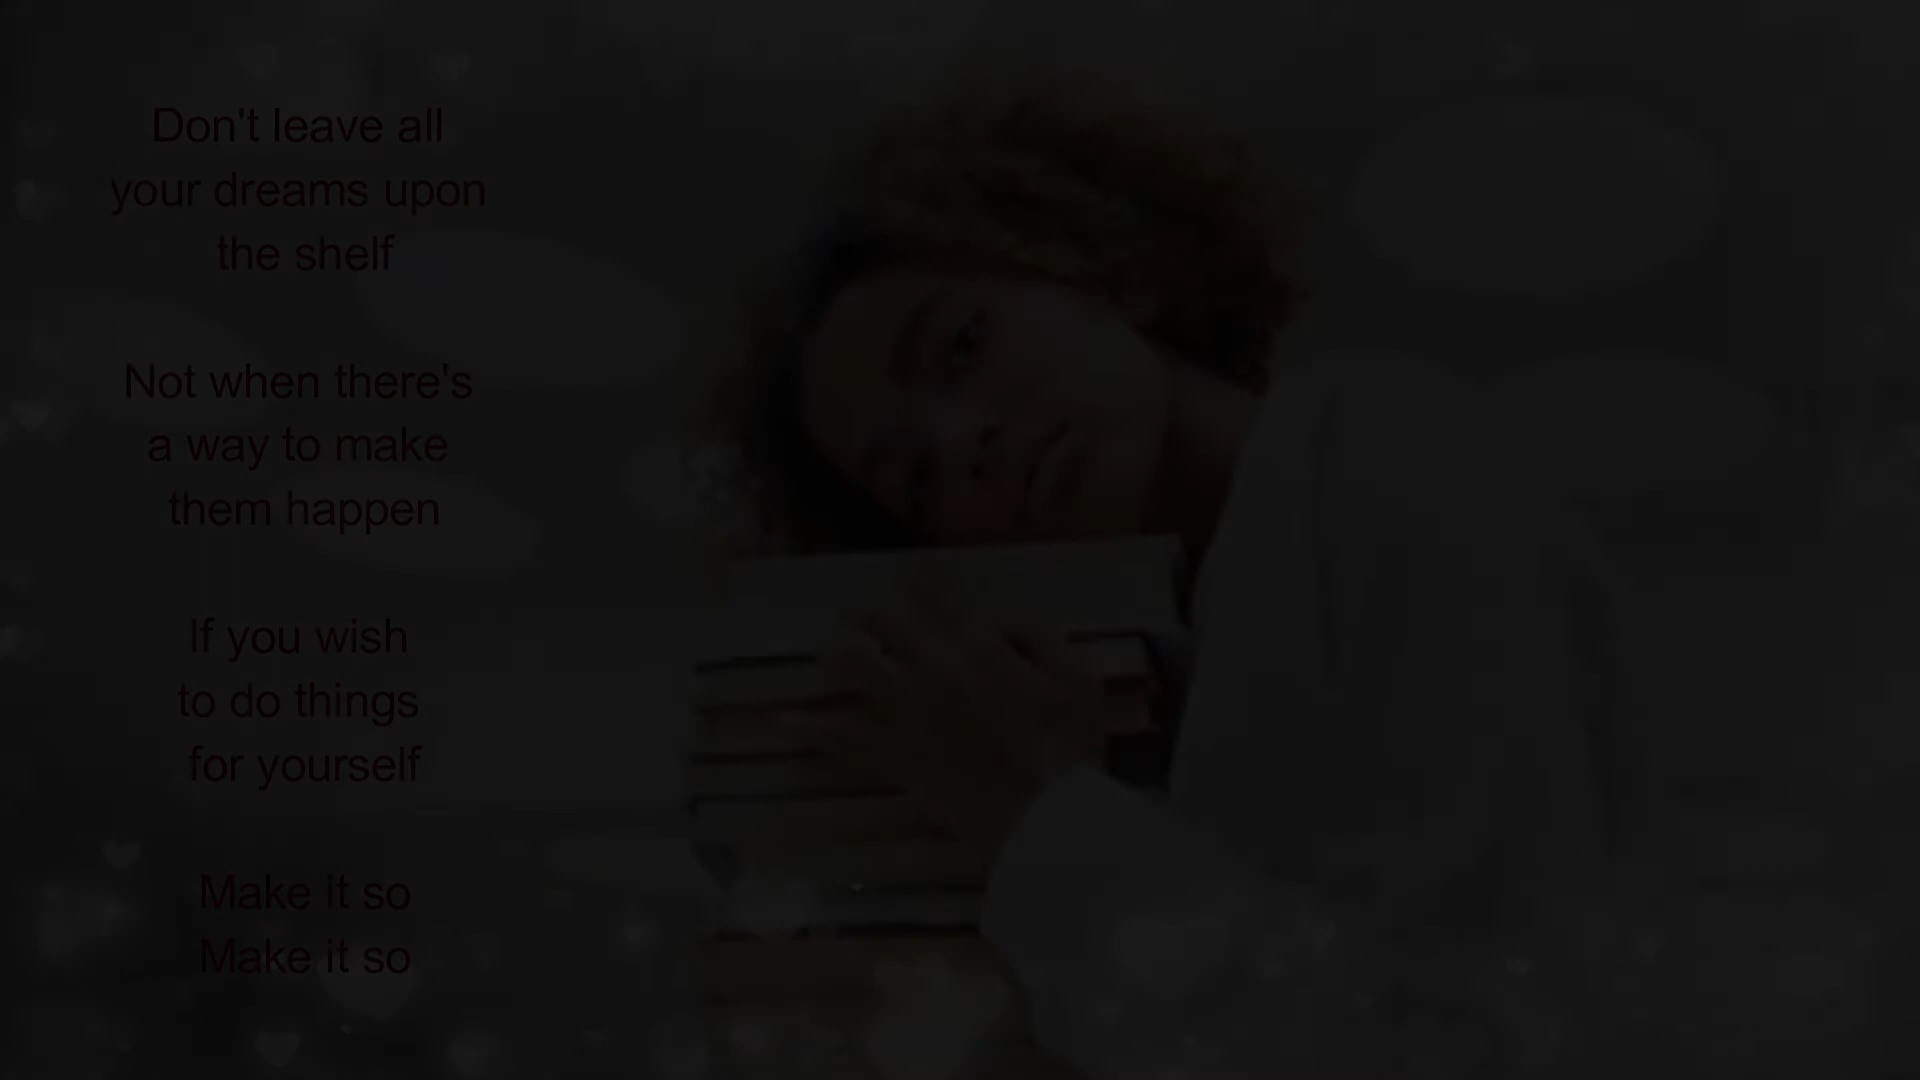 Don't leave all
your dreams upon
the shelf
Not when there's
a way to make
them happen
If you wish
to do things
for yourself
Make it so
Make it so